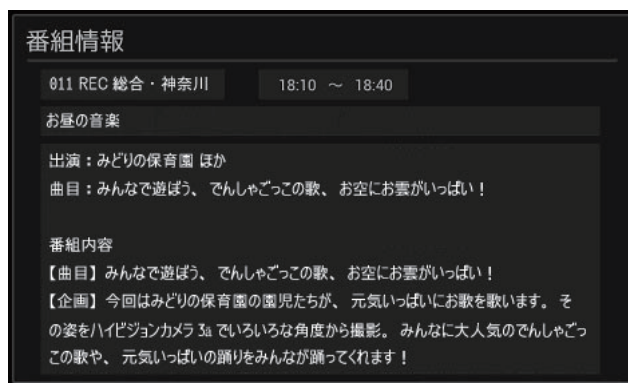 番組情報
011 REC 総合・神奈川 18:10 ～ 18:40
お昼の音楽
出演：みどりの保育園 ほか
曲目：みんなで遊ぼう、でんしゃごっこの歌、お空にお雲がいっぱい！
番組内容
【曲目】みんなで遊ぼう、でんしゃごっこの歌、お空にお雲がいっぱい！
【企画】今回はみどりの保育園の園児たちが、元気いっぱいにお歌を歌います。そ
の姿をハイビジョンカメラ 3a でいろいろな角度から撮影。みんなに大人気のでんしゃごっ
この歌や、元気いっぱいの踊りをみんなが踊ってくれます！